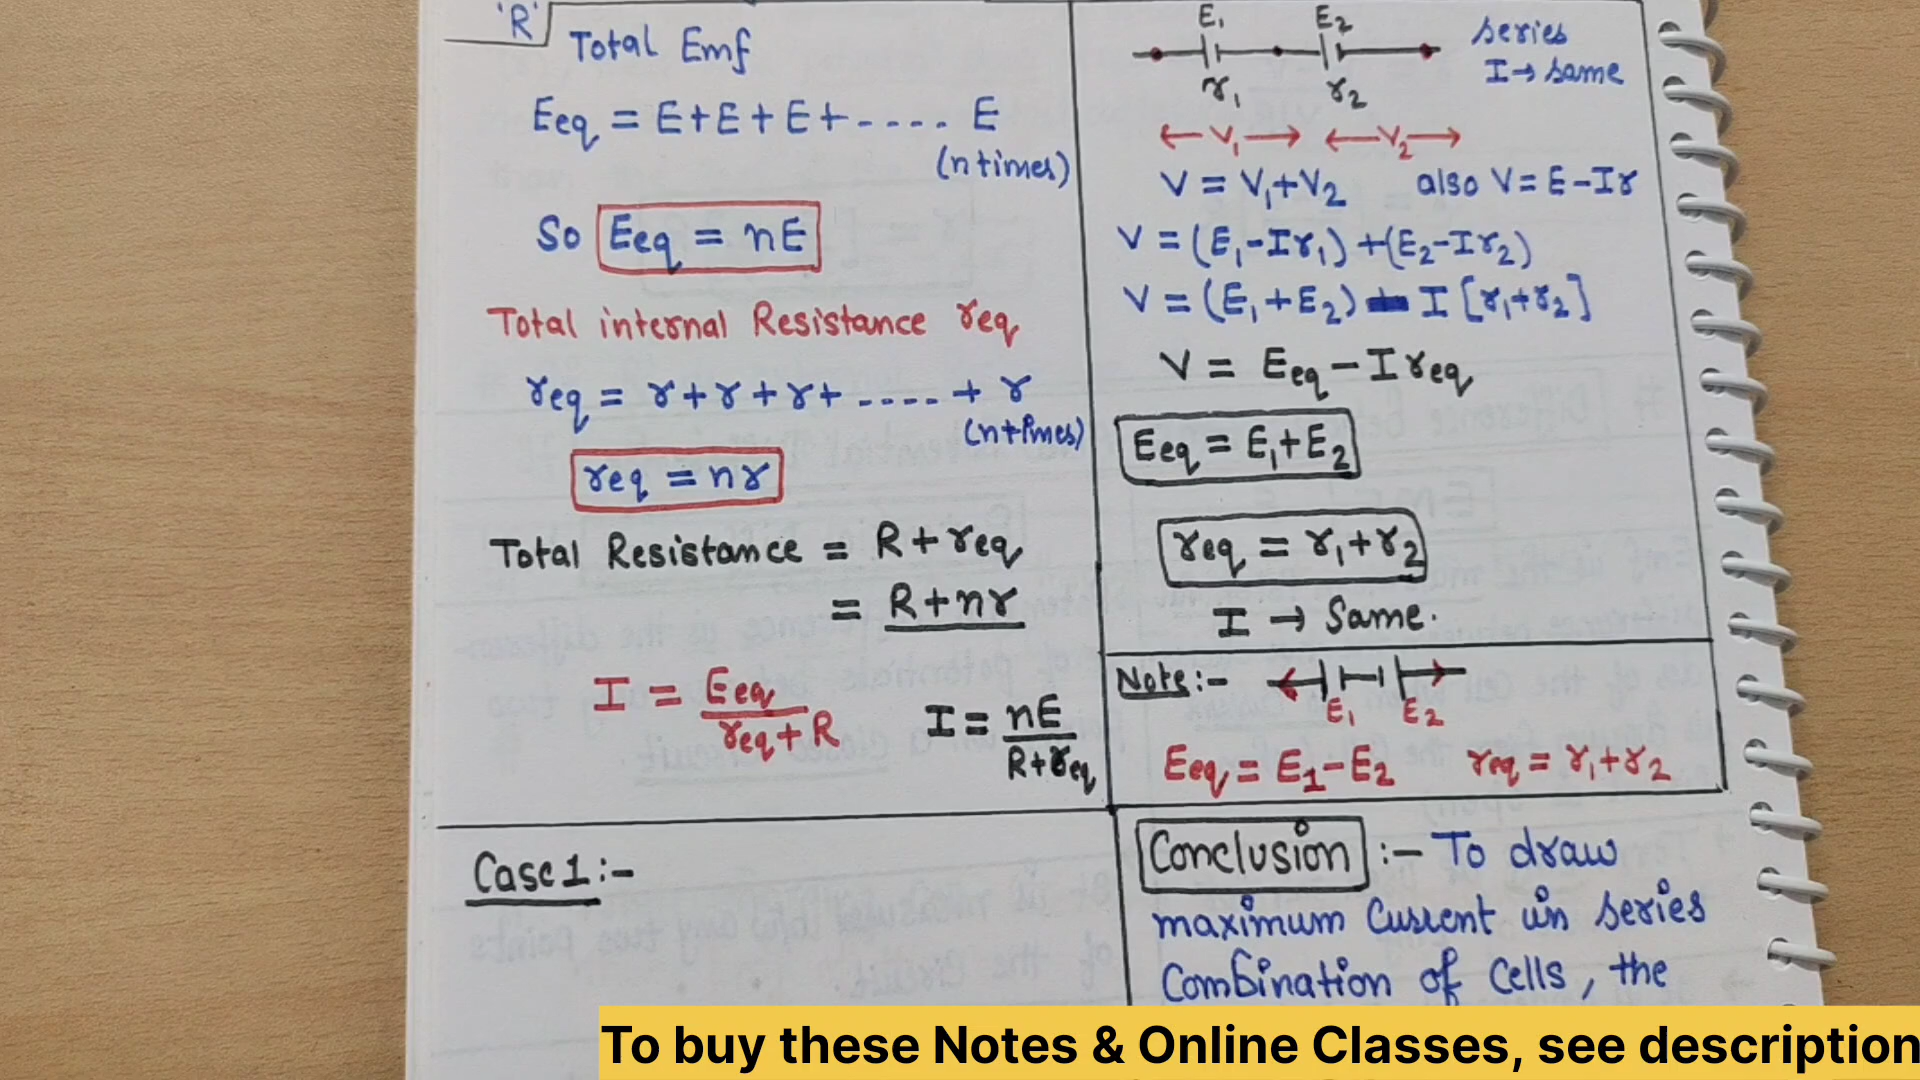 'R'
Total Emf
Eeq = E+E+E+---- E
(n times)
So Eeq = nE
Total internal Resistance req
req = r+r+r+ ---- + r
(n times)
req = nr
Total Resistance = R+req
= R+nr
I = Eeq / req+R
I = nE / R+req
Case 1:-
E1 E2
r1 r2
series
I→same
V1 V2
V = V1+V2 also V=E-Ir
V = (E1-Ir1)+(E2-Ir2)
V = (E1+E2) - I[r1+r2]
V = Eeq-Ireq
Eeq = E1+E2
req = r1+r2
I → Same.
Note:-
E1 E2
Eeq = E1-E2 req = r1+r2
Conclusion :- To draw
maximum Current in series
Combination of Cells, the
To buy these Notes & Online Classes, see description